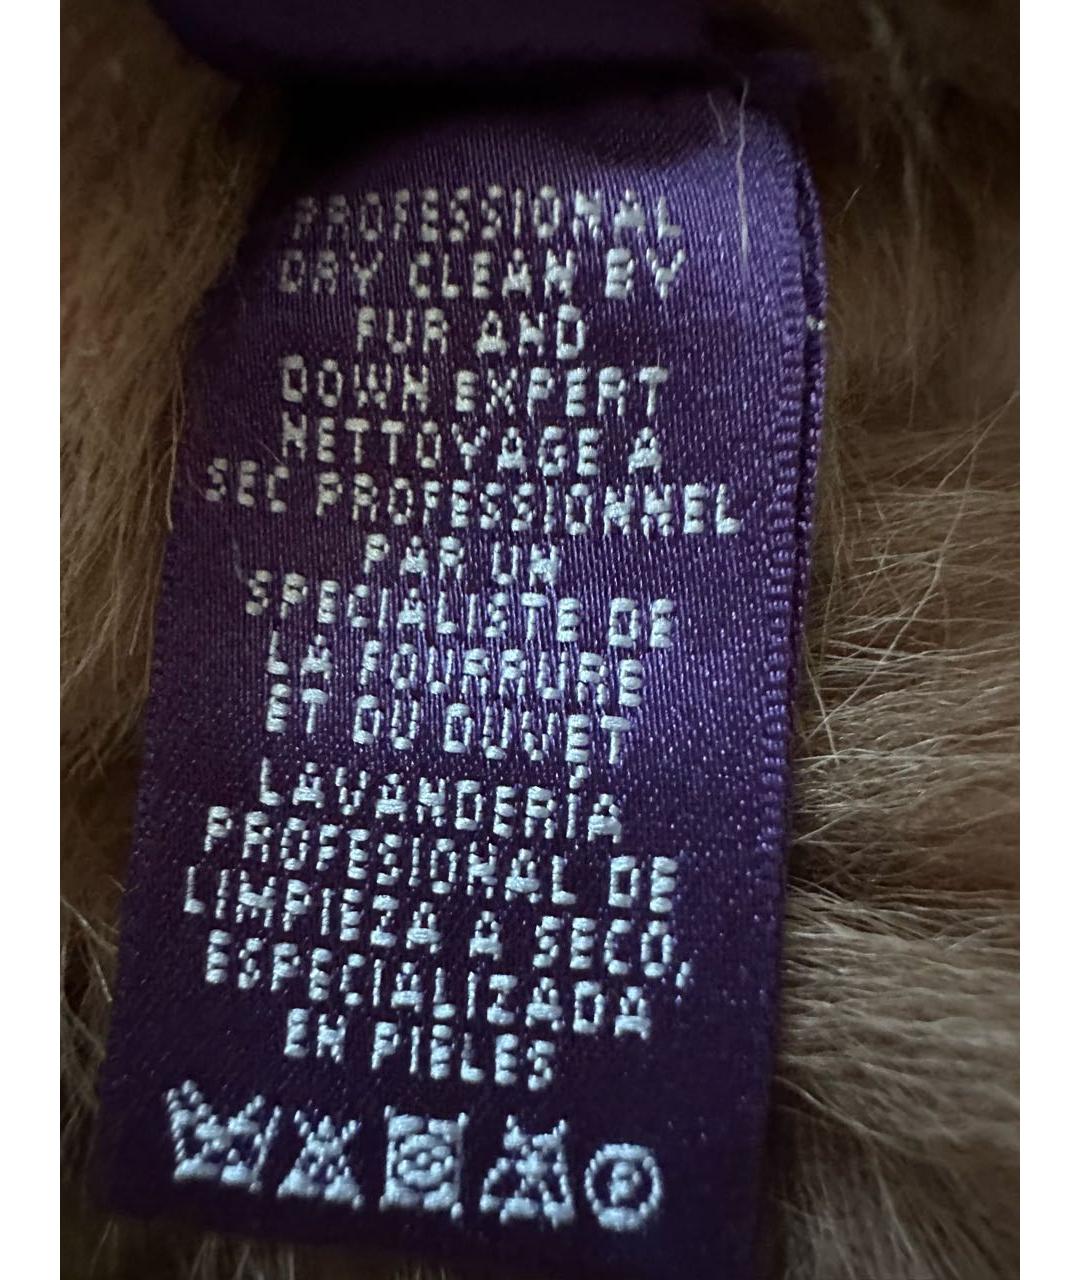 PROFESSIONAL
DRY CLEAN BY
FUR AND
DOWN EXPERT
NETTOYAGE A
SEC PROFESSIONNEL
PAR UN
SPECIALISTE DE
LA FOURRURE
ET DU DUVET
LAVANDERÍA
PROFESIONAL DE
LIMPIEZA A SECO,
ESPECIALIZADA
EN PIELES
P